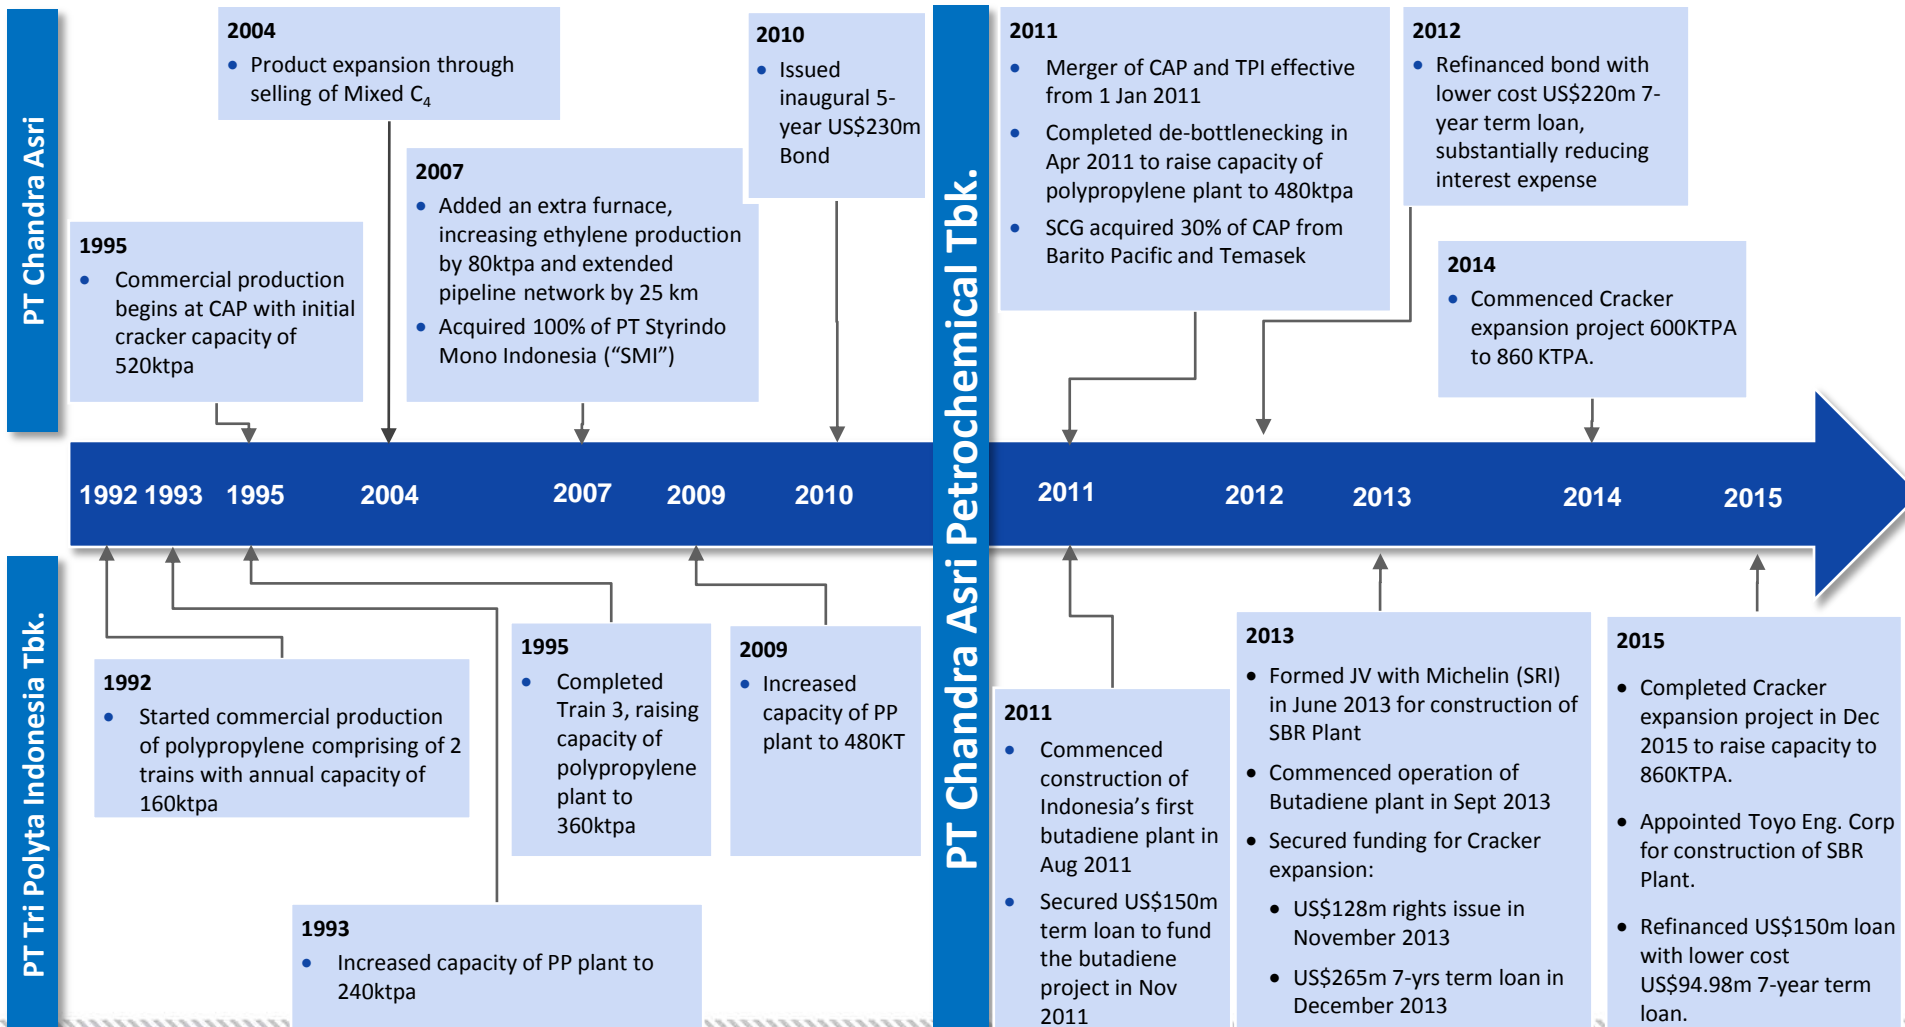 PT Chandra Asri
2004
• Product expansion through
selling of Mixed C4
2010
• Issued
inaugural 5-
year US$230m
Bond
1995
• Commercial production
begins at CAP with initial
cracker capacity of
520ktpa
2007
• Added an extra furnace,
increasing ethylene production
by 80ktpa and extended
pipeline network by 25 km
• Acquired 100% of PT Styrindo
Mono Indonesia (“SMI”)
PT Chandra Asri Petrochemical Tbk.
2011
• Merger of CAP and TPI effective
from 1 Jan 2011
• Completed de-bottlenecking in
Apr 2011 to raise capacity of
polypropylene plant to 480ktpa
• SCG acquired 30% of CAP from
Barito Pacific and Temasek
2012
• Refinanced bond with
lower cost US$220m 7-
year term loan,
substantially reducing
interest expense
2014
• Commenced Cracker
expansion project 600KTPA
to 860 KTPA.
1992 1993 1995 2004 2007 2009 2010 2011 2012 2013 2014 2015
PT Tri Polyta Indonesia Tbk.
1992
• Started commercial production
of polypropylene comprising of 2
trains with annual capacity of
160ktpa
1993
• Increased capacity of PP plant to
240ktpa
1995
• Completed
Train 3, raising
capacity of
polypropylene
plant to
360ktpa
2009
• Increased
capacity of PP
plant to 480KT
2011
• Commenced
construction of
Indonesia’s first
butadiene plant in
Aug 2011
• Secured US$150m
term loan to fund
the butadiene
project in Nov
2011
2013
• Formed JV with Michelin (SRI)
in June 2013 for construction of
SBR Plant
• Commenced operation of
Butadiene plant in Sept 2013
• Secured funding for Cracker
expansion:
• US$128m rights issue in
November 2013
• US$265m 7-yrs term loan in
December 2013
2015
• Completed Cracker
expansion project in Dec
2015 to raise capacity to
860KTPA.
• Appointed Toyo Eng. Corp
for construction of SBR
Plant.
• Refinanced US$150m loan
with lower cost
US$94.98m 7-year term
loan.